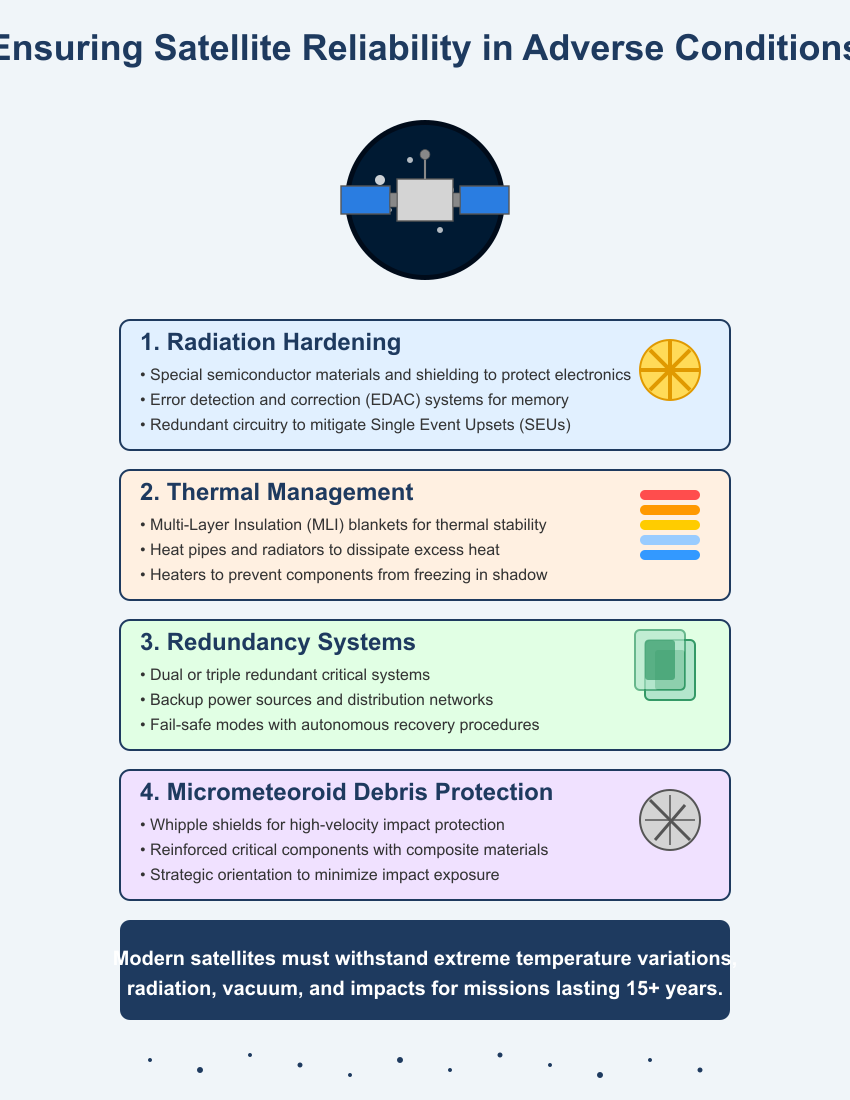 Ensuring Satellite Reliability in Adverse Conditions
1. Radiation Hardening
• Special semiconductor materials and shielding to protect electronics
• Error detection and correction (EDAC) systems for memory
• Redundant circuitry to mitigate Single Event Upsets (SEUs)
2. Thermal Management
• Multi-Layer Insulation (MLI) blankets for thermal stability
• Heat pipes and radiators to dissipate excess heat
• Heaters to prevent components from freezing in shadow
3. Redundancy Systems
• Dual or triple redundant critical systems
• Backup power sources and distribution networks
• Fail-safe modes with autonomous recovery procedures
4. Micrometeoroid Debris Protection
• Whipple shields for high-velocity impact protection
• Reinforced critical components with composite materials
• Strategic orientation to minimize impact exposure
Modern satellites must withstand extreme temperature variations,
radiation, vacuum, and impacts for missions lasting 15+ years.